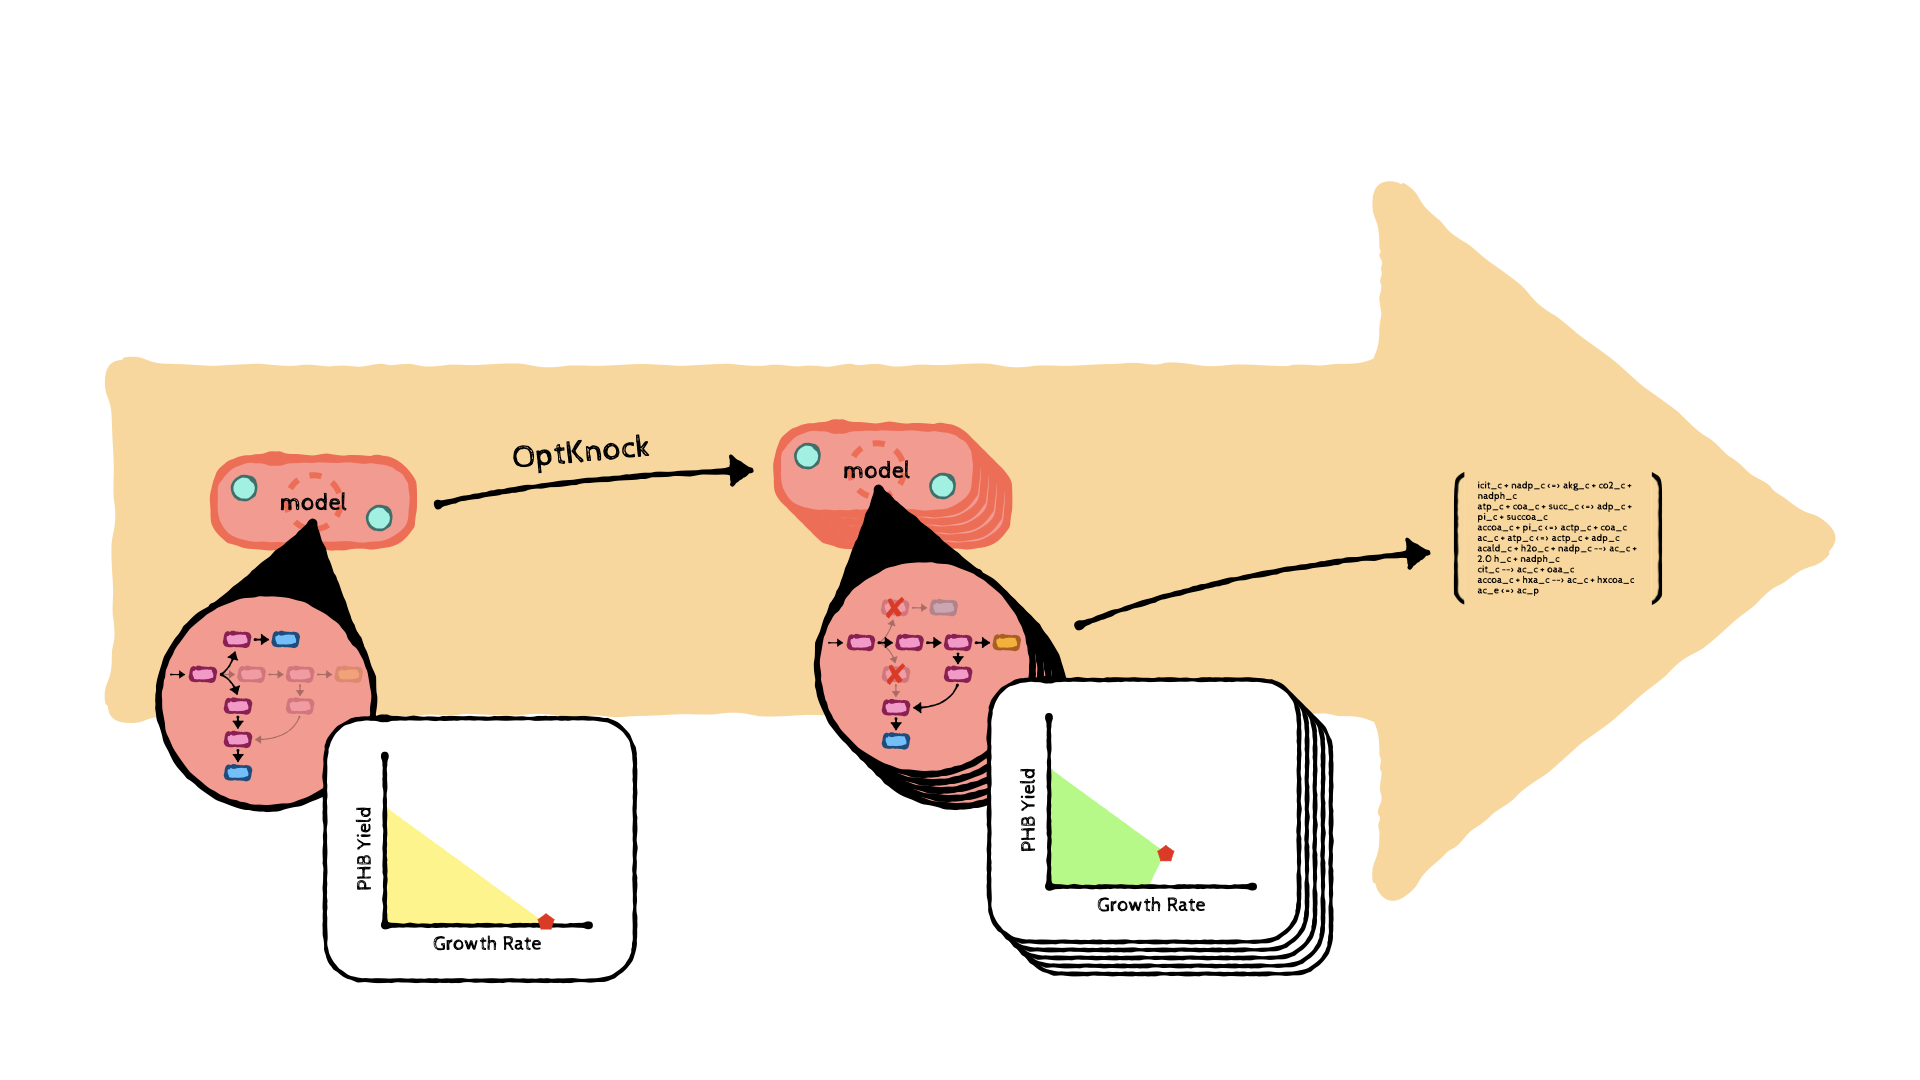 OptKnock
model
model
icit_c + nadp_c <=> akg_c + co2_c +
nadph_c
atp_c + coa_c + succ_c <=> adp_c +
pi_c + succoa_c
accoa_c + pi_c <=> actp_c + coa_c
ac_c + atp_c <=> actp_c + adp_c
acald_c + h2o_c + nadp_c --> ac_c +
2.0 h_c + nadph_c
cit_c --> ac_c + oaa_c
accoa_c + hxa_c --> ac_c + hxcoa_c
ac_e <=> ac_p
PHB Yield
Growth Rate
PHB Yield
Growth Rate